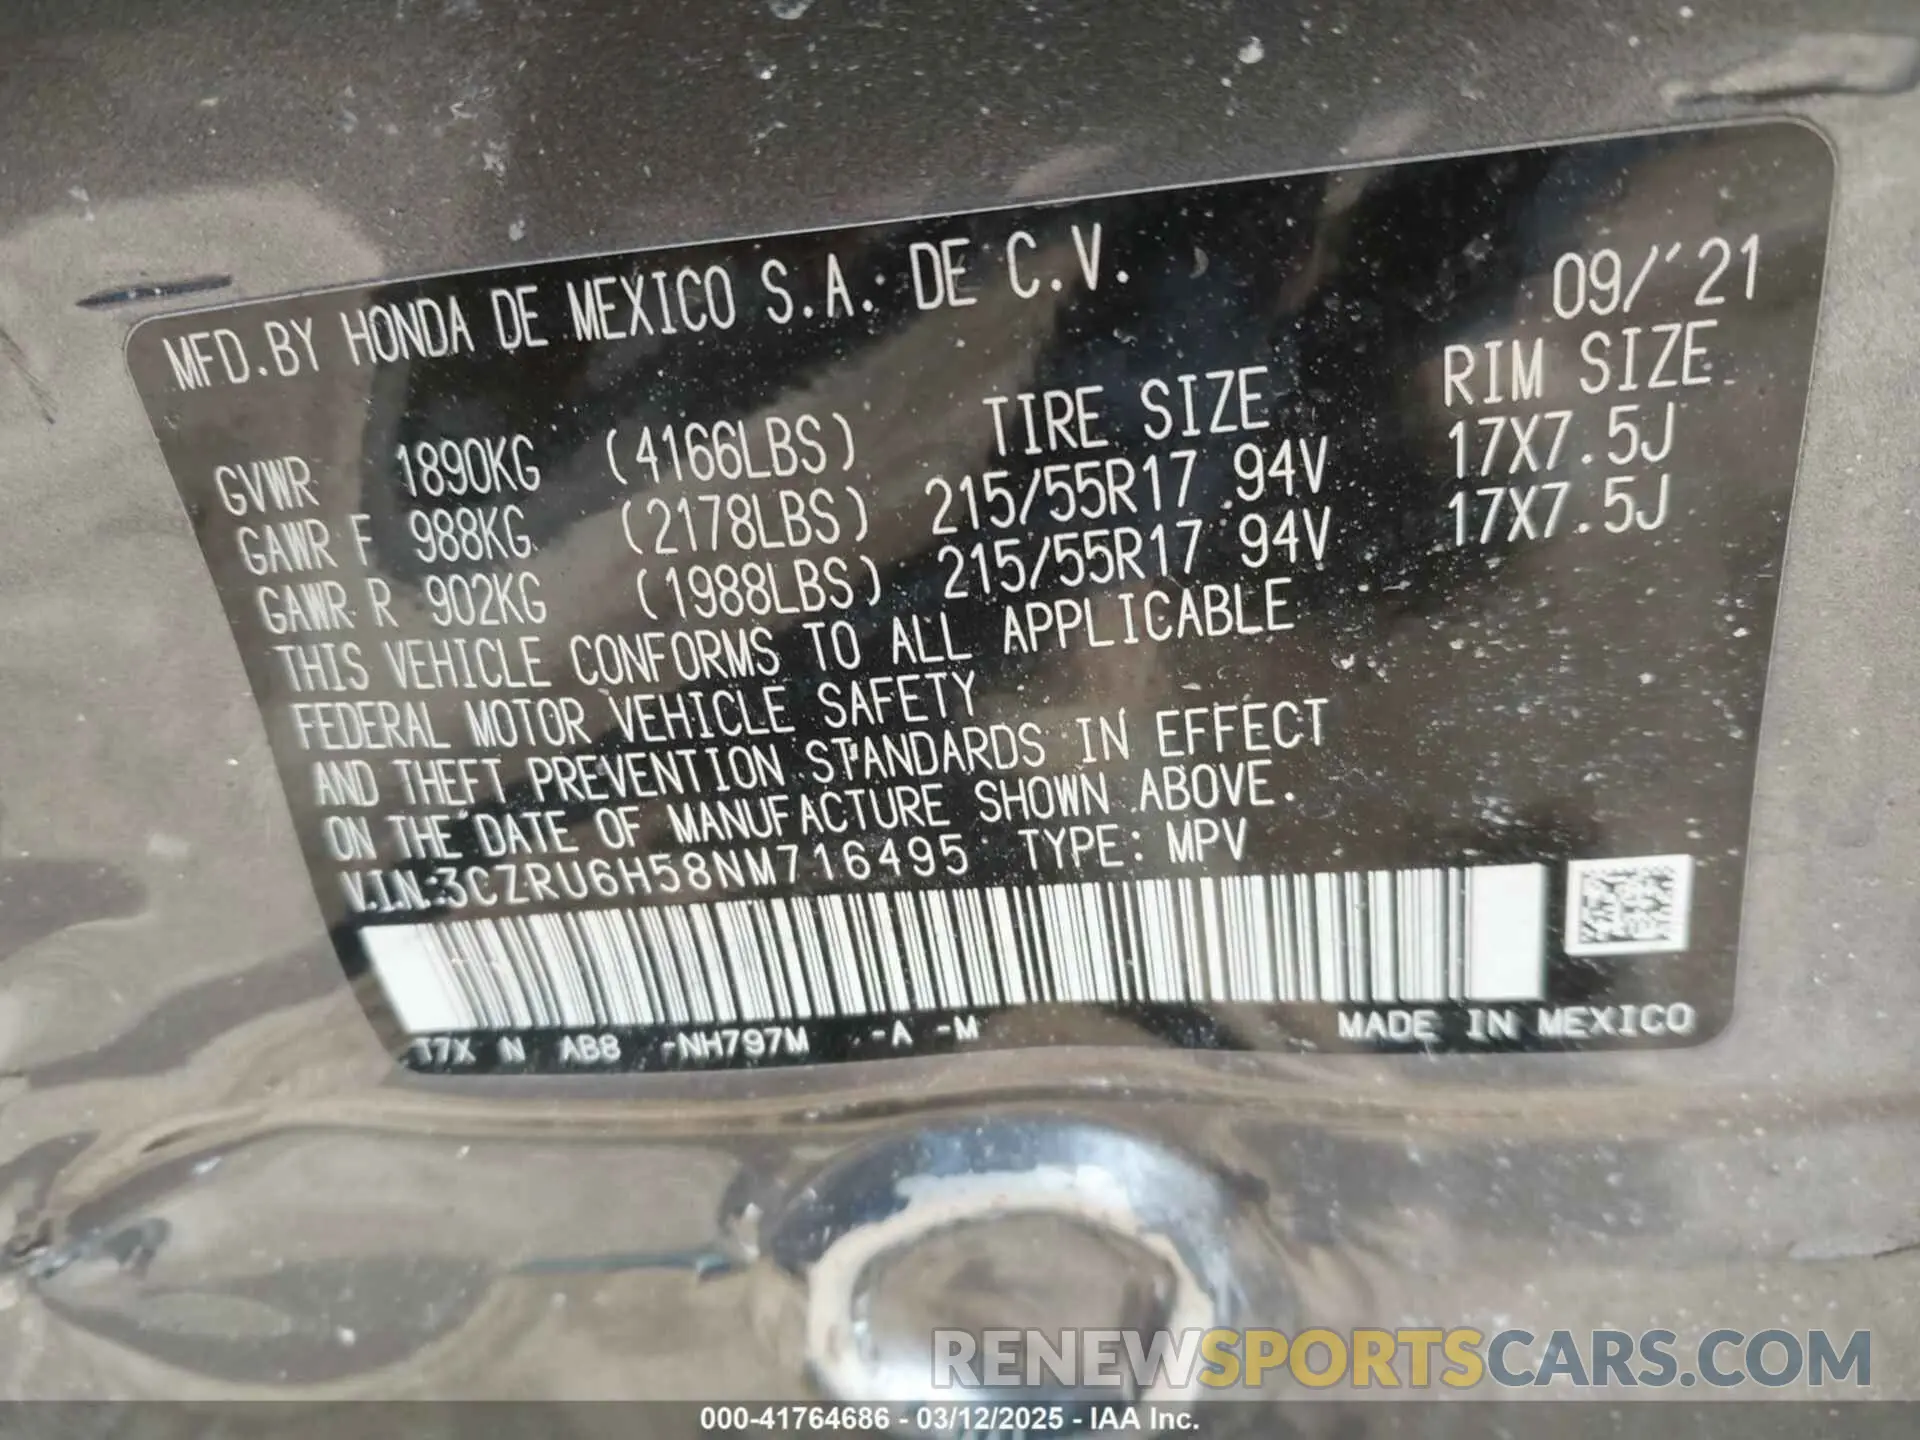 MFD.BY HONDA DE MEXICO S.A. DE C.V. 09/'21
TIRE SIZE RIM SIZE
GVWR 1890KG (4166LBS)
GAWR F 988KG (2178LBS) 215/55R17 94V 17X7.5J
GAWR R 902KG (1988LBS) 215/55R17 94V 17X7.5J
THIS VEHICLE CONFORMS TO ALL APPLICABLE
FEDERAL MOTOR VEHICLE SAFETY
AND THEFT PREVENTION STANDARDS IN EFFECT
ON THE DATE OF MANUFACTURE SHOWN ABOVE.
V.I.N:3CZRU6H58NM716495 TYPE: MPV
T7X N AB8 -NH797M -A -M MADE IN MEXICO
RENEWSPORTSCARS.COM
000-41764686 - 03/12/2025 - IAA Inc.